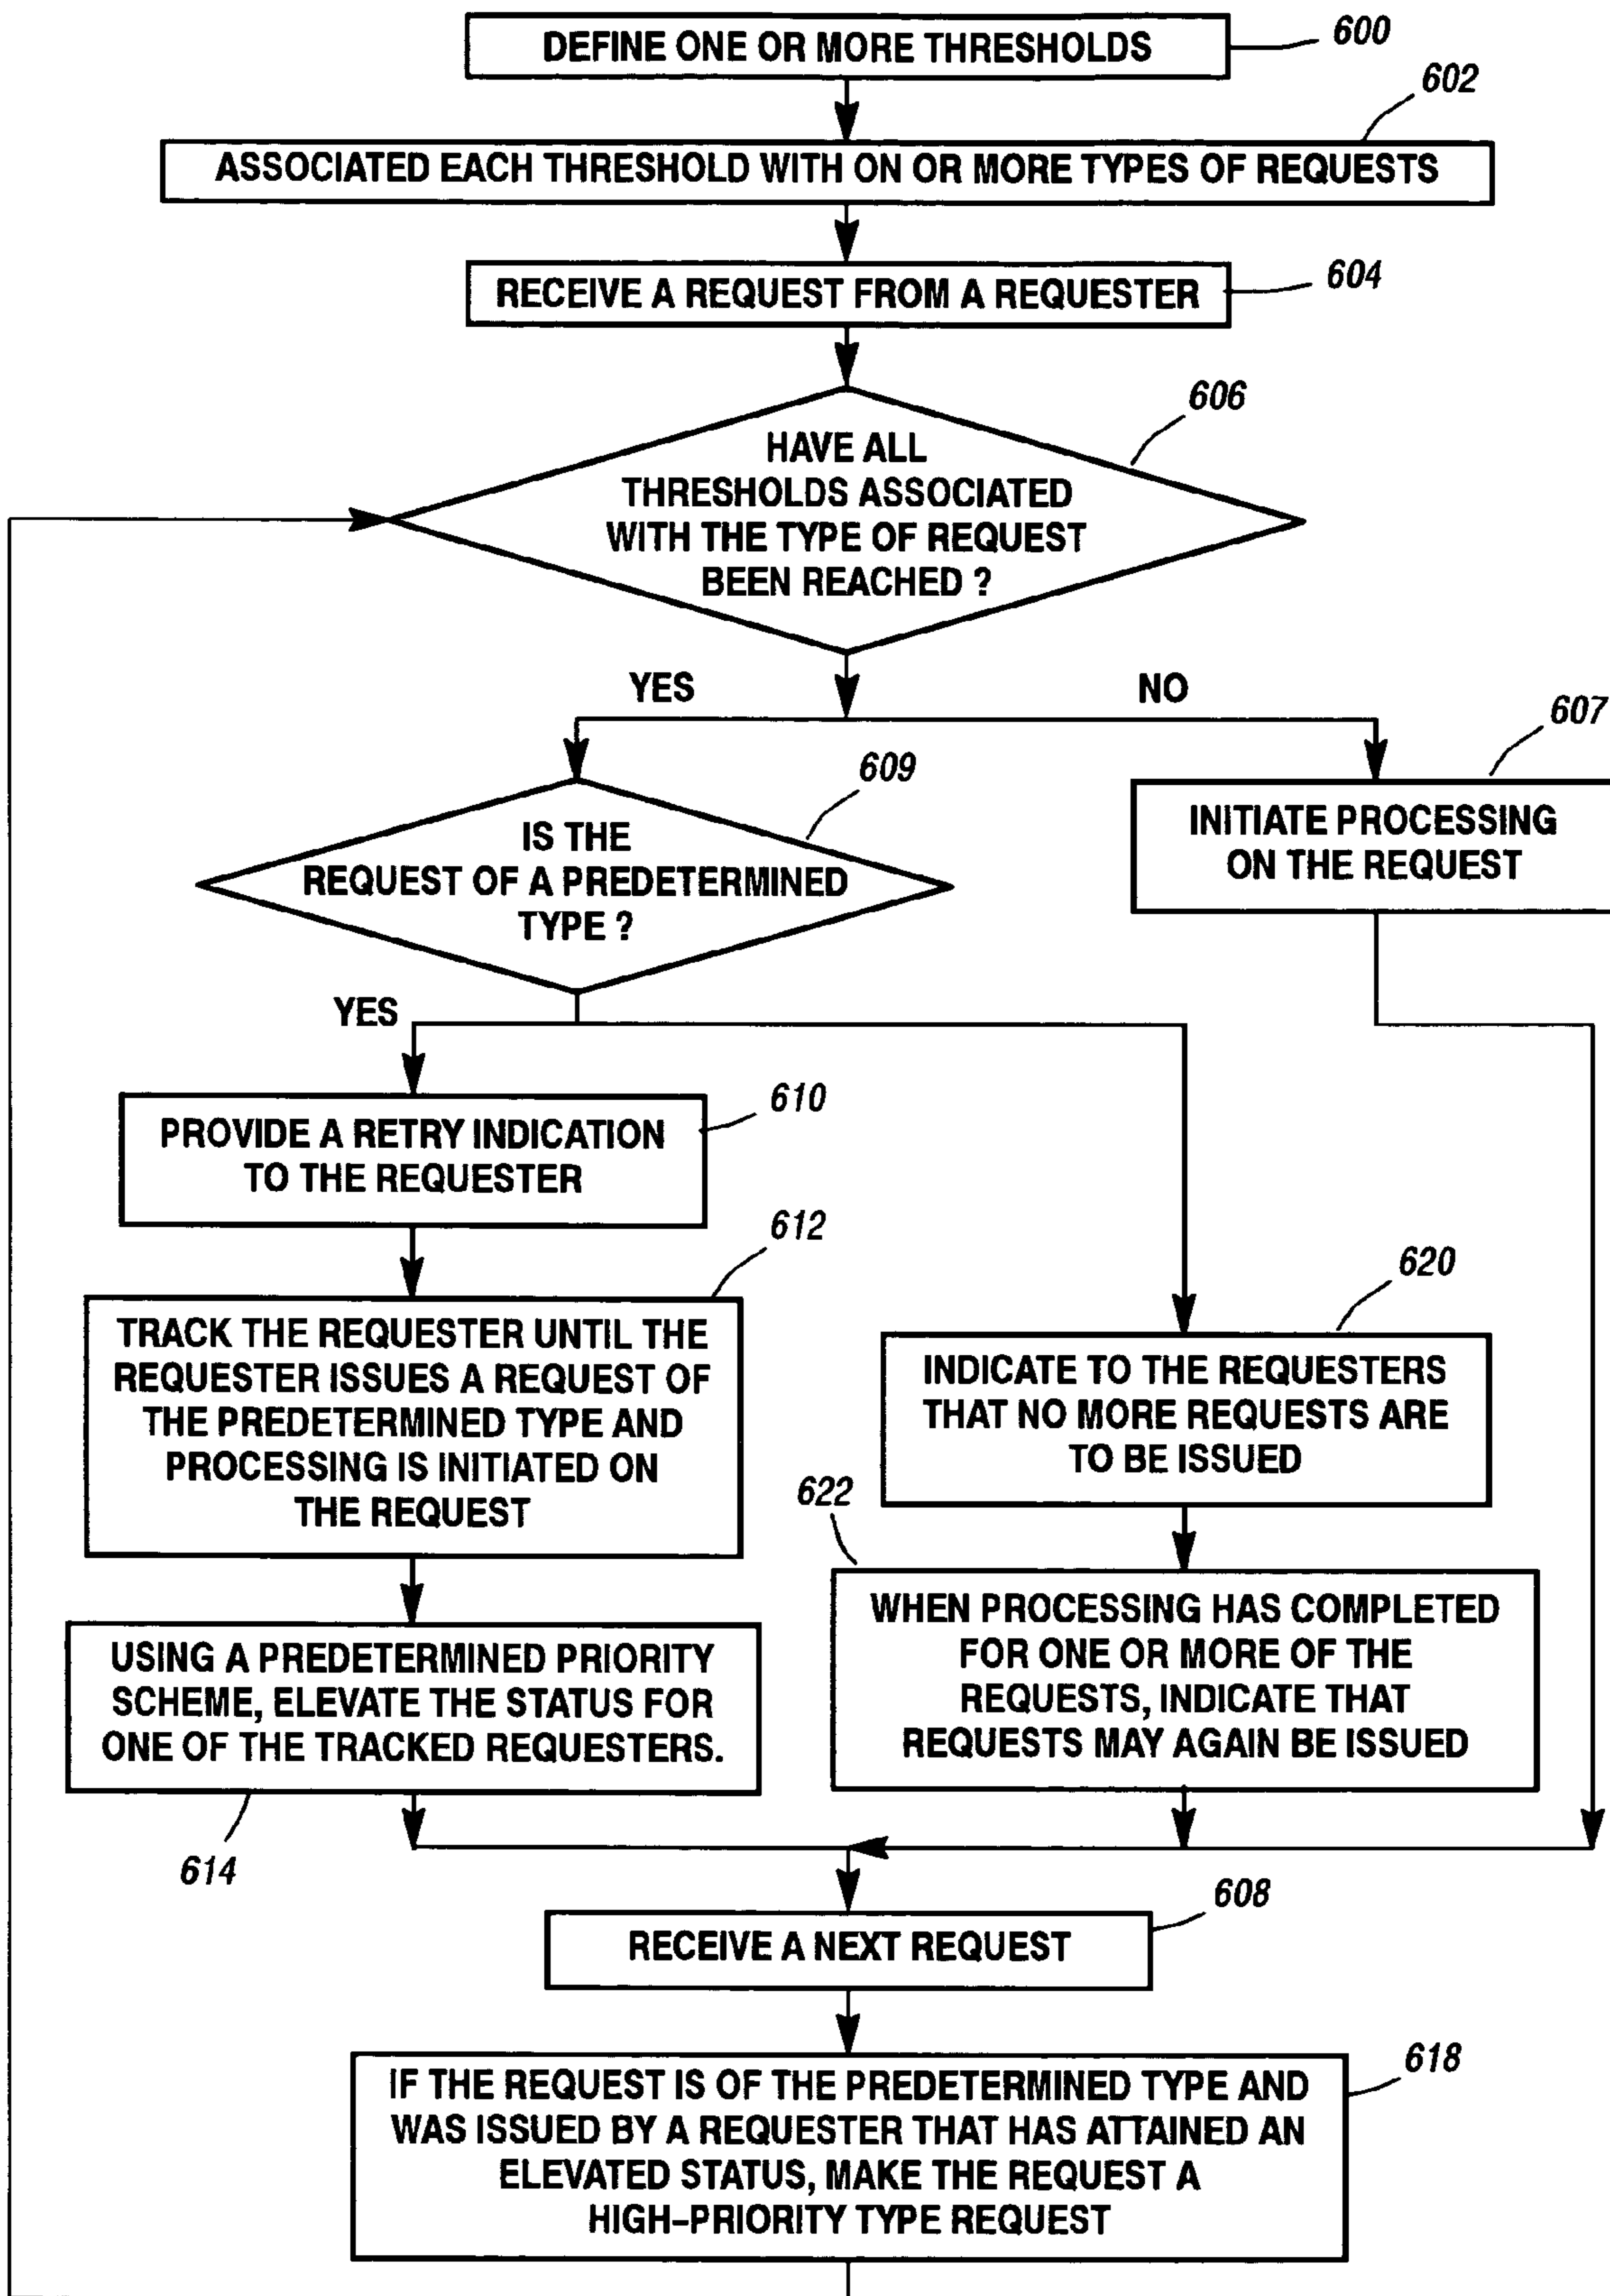 DEFINE ONE OR MORE THRESHOLDS
600
602
ASSOCIATED EACH THRESHOLD WITH ON OR MORE TYPES OF REQUESTS
RECEIVE A REQUEST FROM A REQUESTER
604
606
HAVE ALL
THRESHOLDS ASSOCIATED
WITH THE TYPE OF REQUEST
BEEN REACHED ?
YES
NO
607
609
IS THE
REQUEST OF A PREDETERMINED
TYPE ?
INITIATE PROCESSING
ON THE REQUEST
YES
610
PROVIDE A RETRY INDICATION
TO THE REQUESTER
612
TRACK THE REQUESTER UNTIL THE
REQUESTER ISSUES A REQUEST OF
THE PREDETERMINED TYPE AND
PROCESSING IS INITIATED ON
THE REQUEST
620
INDICATE TO THE REQUESTERS
THAT NO MORE REQUESTS ARE
TO BE ISSUED
622
WHEN PROCESSING HAS COMPLETED
FOR ONE OR MORE OF THE
REQUESTS, INDICATE THAT
REQUESTS MAY AGAIN BE ISSUED
USING A PREDETERMINED PRIORITY
SCHEME, ELEVATE THE STATUS FOR
ONE OF THE TRACKED REQUESTERS.
614
608
RECEIVE A NEXT REQUEST
618
IF THE REQUEST IS OF THE PREDETERMINED TYPE AND
WAS ISSUED BY A REQUESTER THAT HAS ATTAINED AN
ELEVATED STATUS, MAKE THE REQUEST A
HIGH-PRIORITY TYPE REQUEST